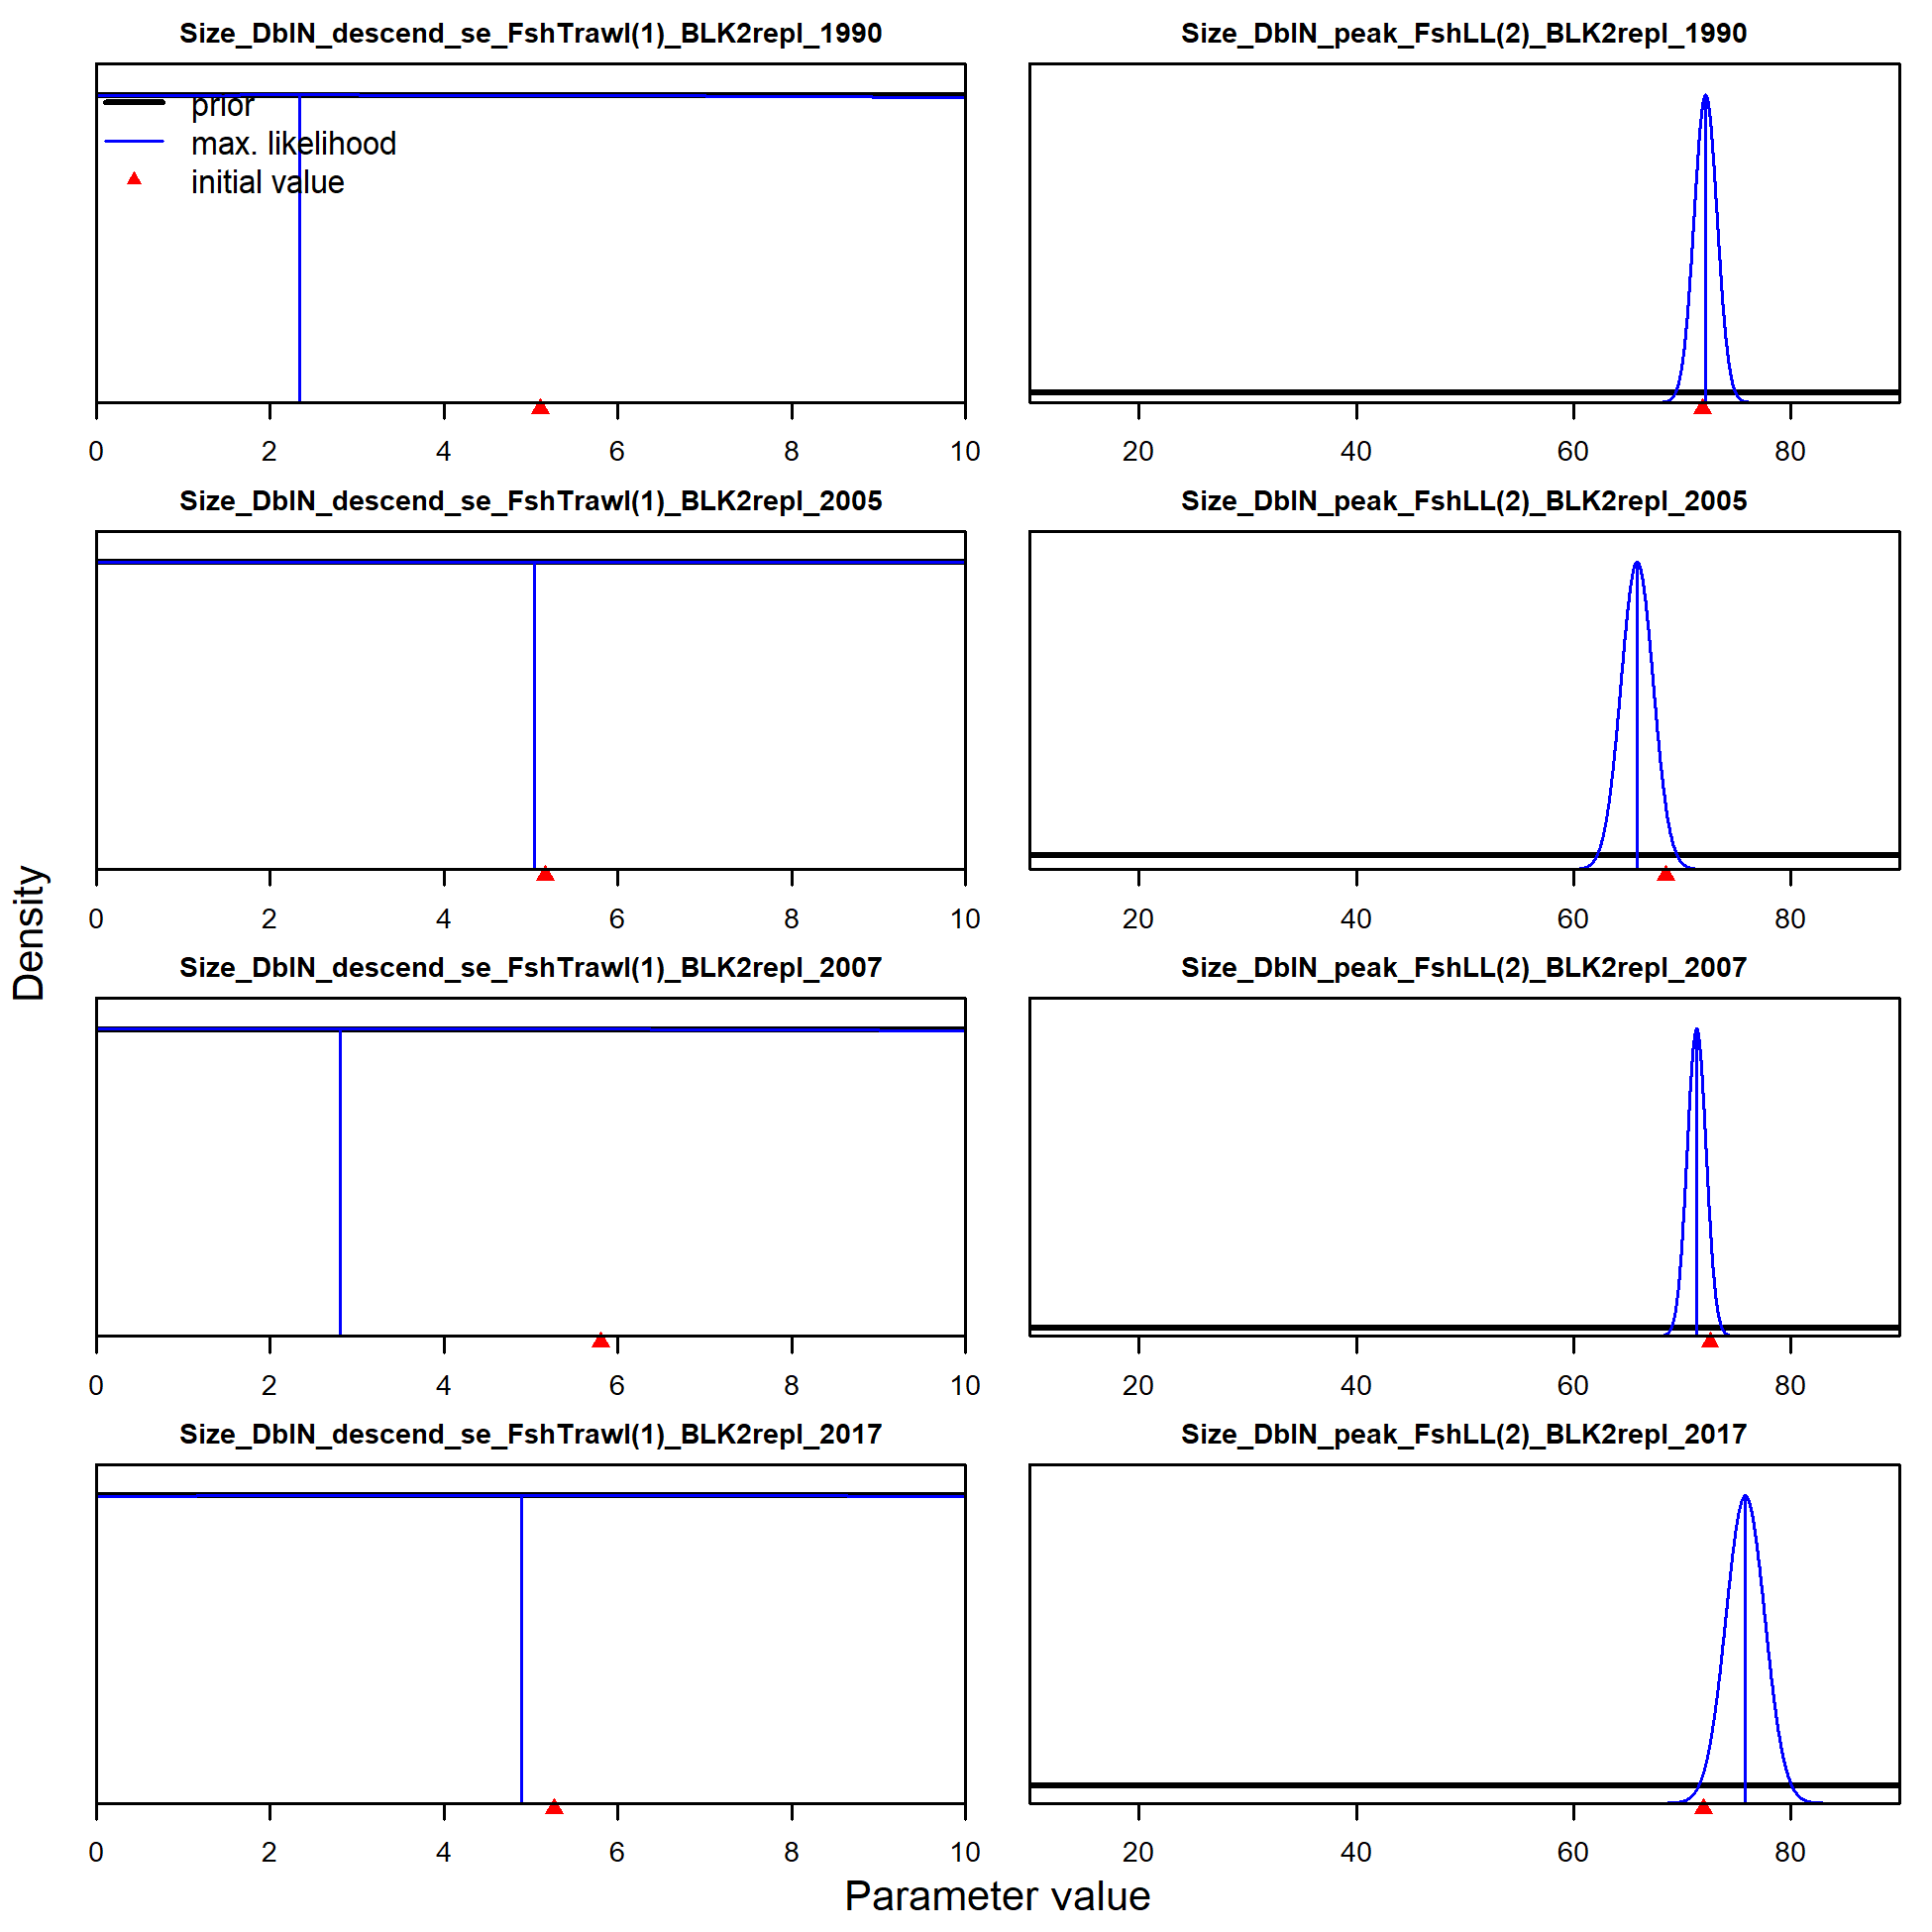 Size_DblN_descend_se_FshTrawl(1)_BLK2repl_1990
prior
max. likelihood
initial value
0 2 4 6 8 10
Size_DblN_peak_FshLL(2)_BLK2repl_1990
20 40 60 80
Size_DblN_descend_se_FshTrawl(1)_BLK2repl_2005
0 2 4 6 8 10
Size_DblN_peak_FshLL(2)_BLK2repl_2005
20 40 60 80
Size_DblN_descend_se_FshTrawl(1)_BLK2repl_2007
0 2 4 6 8 10
Size_DblN_peak_FshLL(2)_BLK2repl_2007
20 40 60 80
Size_DblN_descend_se_FshTrawl(1)_BLK2repl_2017
0 2 4 6 8 10
Size_DblN_peak_FshLL(2)_BLK2repl_2017
20 40 60 80
Density
Parameter value